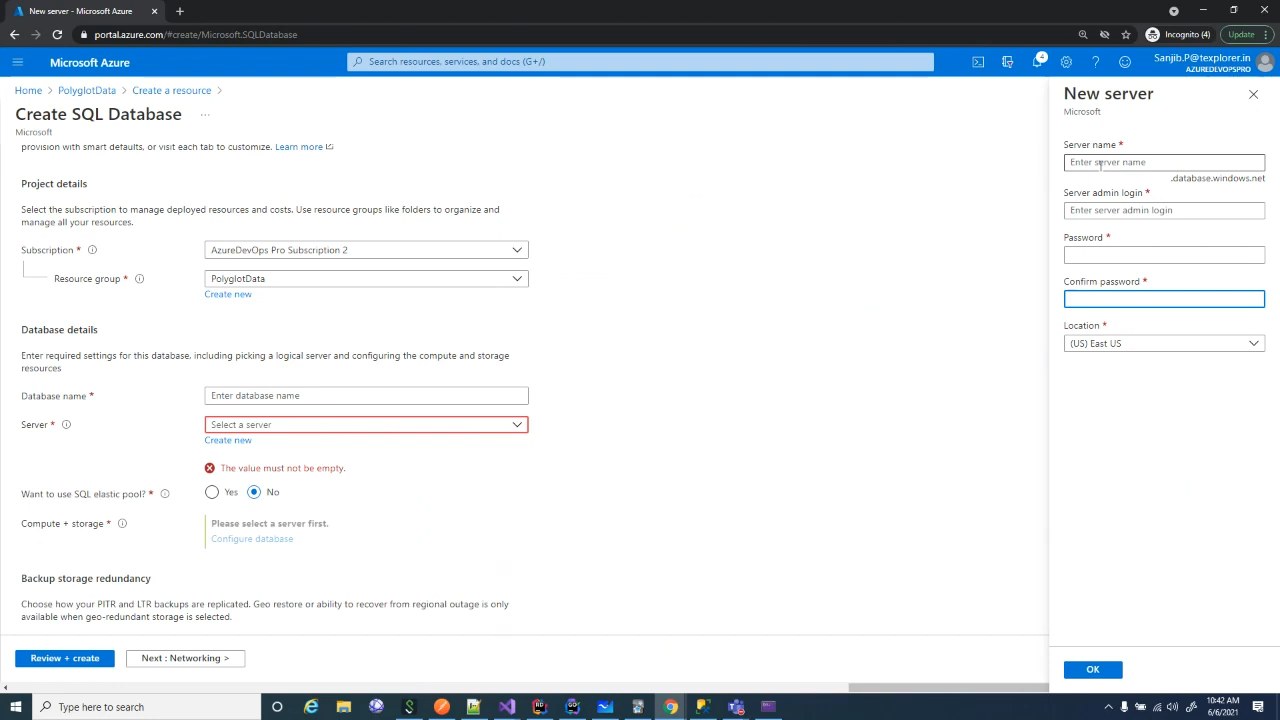 New server - Microsoft Azure
portal.azure.com/#create/Microsoft.SQLDatabase
Incognito (4)
Update
Microsoft Azure
Search resources, services, and docs (G+/)
4
Sanjib.P@texplorer.in
AZUREDEVOPSPRO
Home > PolyglotData > Create a resource >
Create SQL Database ...
Microsoft
provision with smart defaults, or visit each tab to customize. Learn more
Project details
Select the subscription to manage deployed resources and costs. Use resource groups like folders to organize and
manage all your resources.
Subscription *
AzureDevOps Pro Subscription 2
Resource group *
PolyglotData
Create new
Database details
Enter required settings for this database, including picking a logical server and configuring the compute and storage
resources
Database name *
Enter database name
Server *
Select a server
Create new
The value must not be empty.
Want to use SQL elastic pool? *
Yes
No
Compute + storage *
Please select a server first.
Configure database
Backup storage redundancy
Choose how your PITR and LTR backups are replicated. Geo restore or ability to recover from regional outage is only
available when geo-redundant storage is selected.
Review + create
Next : Networking >
New server
Microsoft
Server name *
Enter server name
.database.windows.net
Server admin login *
Enter server admin login
Password *
Confirm password *
Location *
(US) East US
OK
Type here to search
10:42 AM
6/6/2021